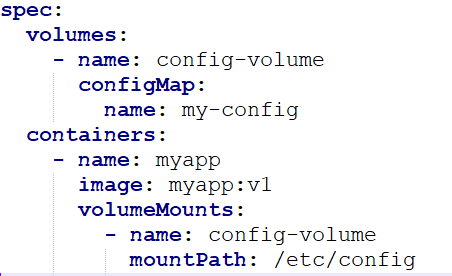 spec:
  volumes:
    - name: config-volume
      configMap:
        name: my-config
  containers:
    - name: myapp
      image: myapp:v1
      volumeMounts:
        - name: config-volume
          mountPath: /etc/config